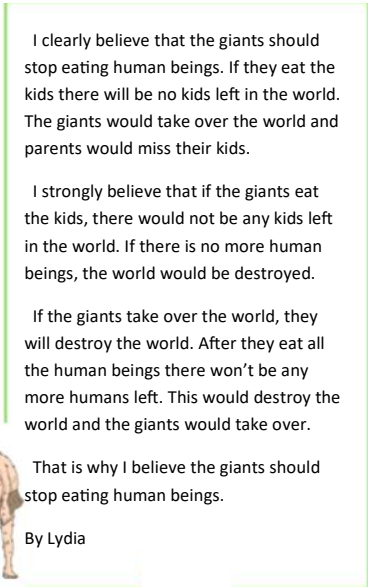 I clearly believe that the giants should
stop eating human beings. If they eat the
kids there will be no kids left in the world.
The giants would take over the world and
parents would miss their kids.
I strongly believe that if the giants eat
the kids, there would not be any kids left
in the world. If there is no more human
beings, the world would be destroyed.
If the giants take over the world, they
will destroy the world. After they eat all
the human beings there won’t be any
more humans left. This would destroy the
world and the giants would take over.
That is why I believe the giants should
stop eating human beings.
By Lydia